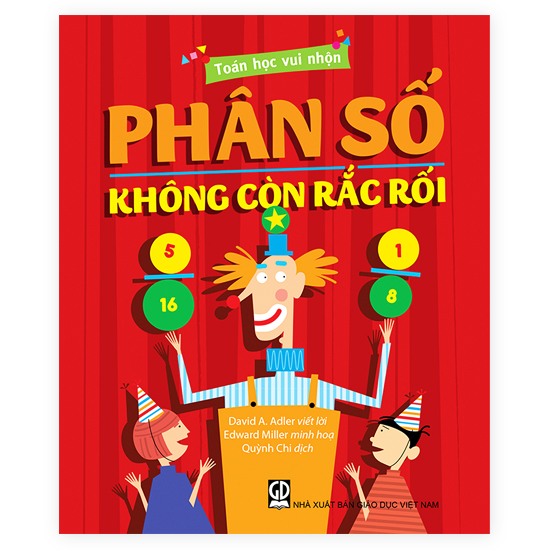 Toán học vui nhộn
PHÂN SỐ
KHÔNG CÒN RẮC RỐI
5
16
1
8
David A. Adler viết lời
Edward Miller minh hoạ
Quỳnh Chi dịch
GD
NHÀ XUẤT BẢN GIÁO DỤC VIỆT NAM